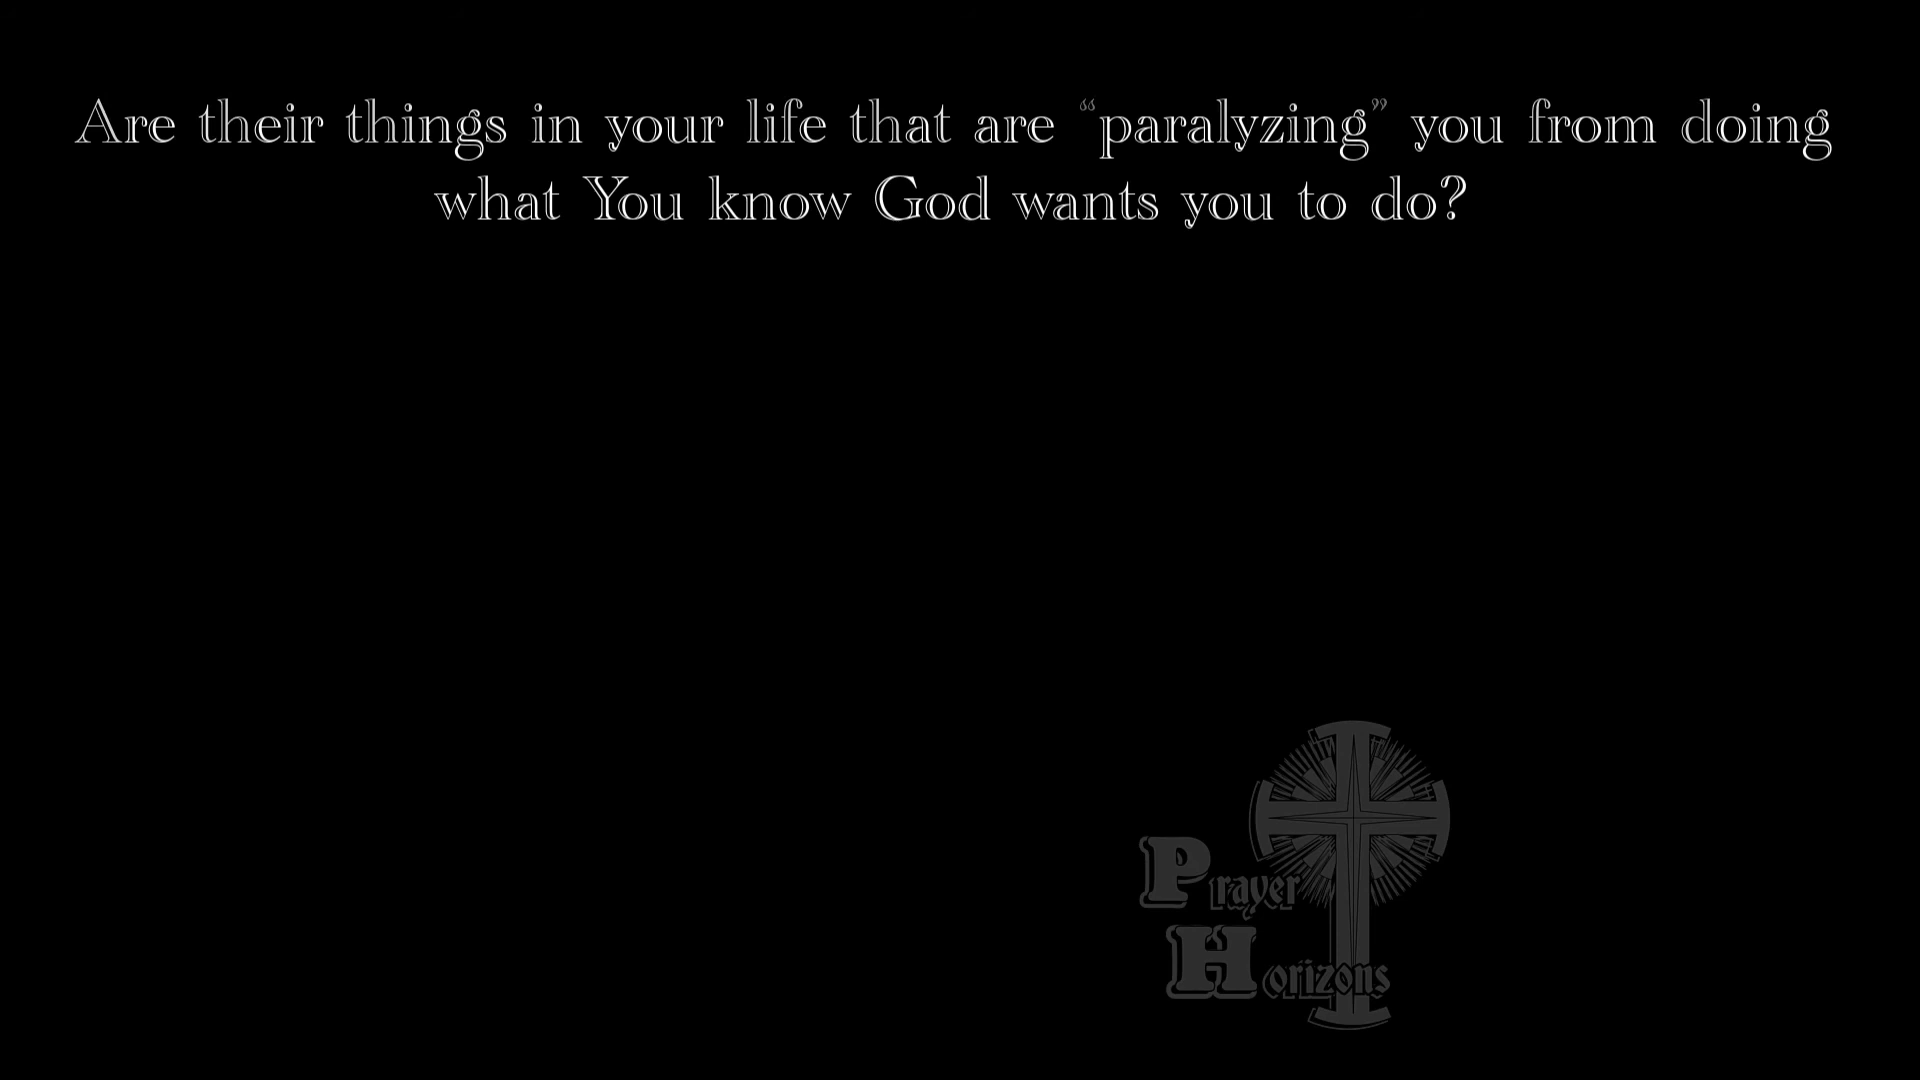 Are their things in your life that are “paralyzing” you from doing
what You know God wants you to do?
Prayer
Horizons